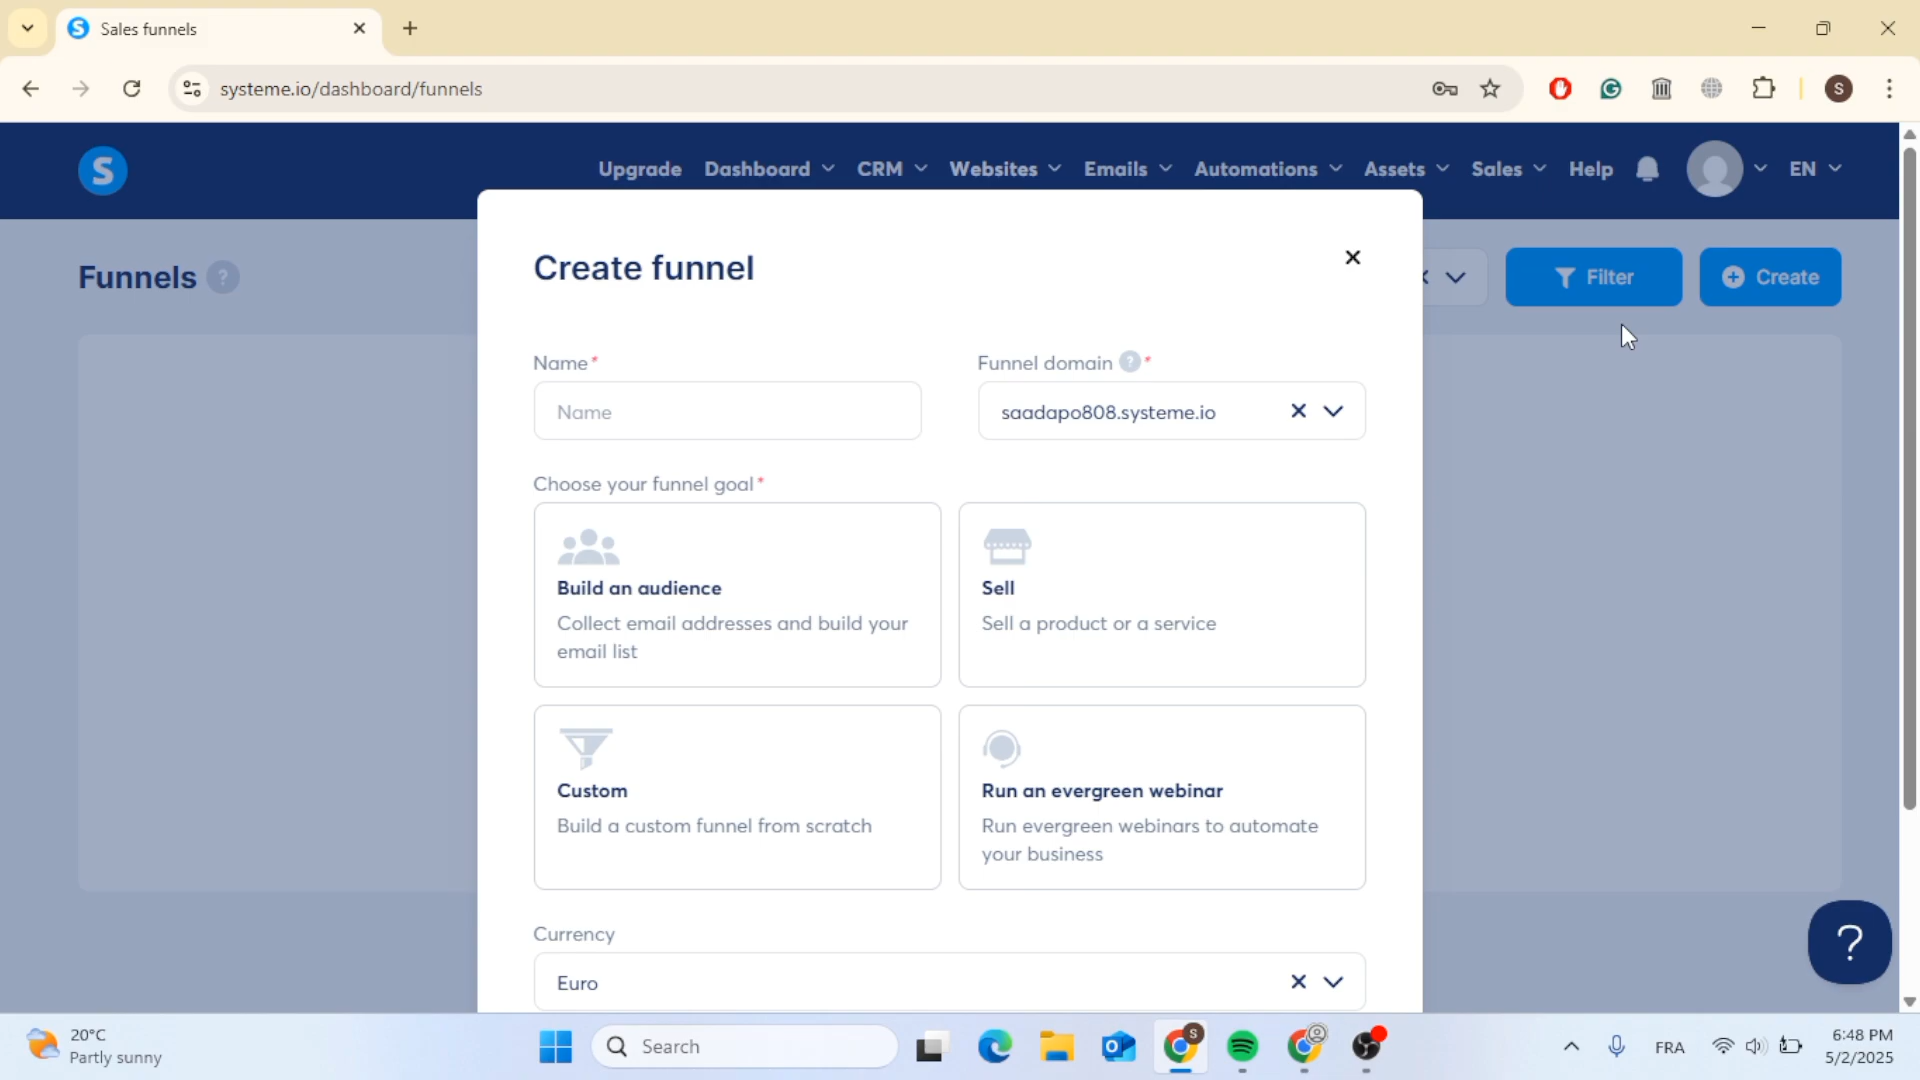 Sales funnels
systeme.io/dashboard/funnels
S
S
Upgrade Dashboard CRM Websites Emails Automations Assets Sales Help EN
Funnels ?
Filter
Create
Create funnel
Name*
Funnel domain ? *
Name
saadapo808.systeme.io
Choose your funnel goal*
Build an audience
Collect email addresses and build your
email list
Sell
Sell a product or a service
Custom
Build a custom funnel from scratch
Run an evergreen webinar
Run evergreen webinars to automate
your business
Currency
Euro
?
20°C
Partly sunny
Search
FRA
6:48 PM
5/2/2025